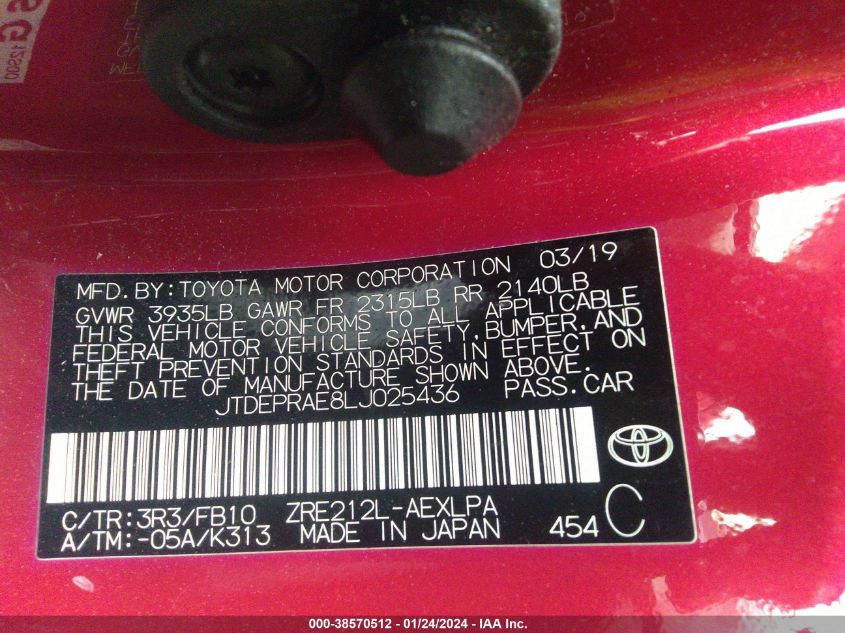 SG
12800
MFD.BY:TOYOTA MOTOR CORPORATION 03/19
GVWR 3935LB GAWR FR 2315LB RR 2140LB
THIS VEHICLE CONFORMS TO ALL APPLICABLE
FEDERAL MOTOR VEHICLE SAFETY,BUMPER,AND
THEFT PREVENTION STANDARDS IN EFFECT ON
THE DATE OF MANUFACTURE SHOWN ABOVE.
JTDEPRAE8LJ025436 PASS.CAR
C/TR:3R3/FB10 ZRE212L-AEXLPA
A/TM:-05A/K313 MADE IN JAPAN 454 C
000-38570512 - 01/24/2024 - IAA Inc.